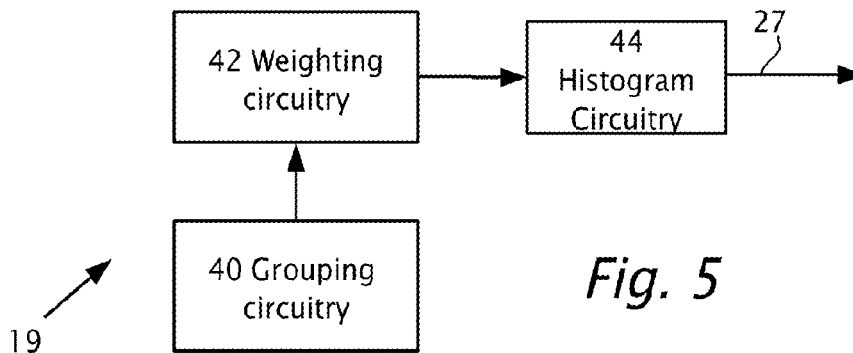 27
42 Weighting
circuitry
44
Histogram
Circuitry
40 Grouping
circuitry
Fig. 5
19